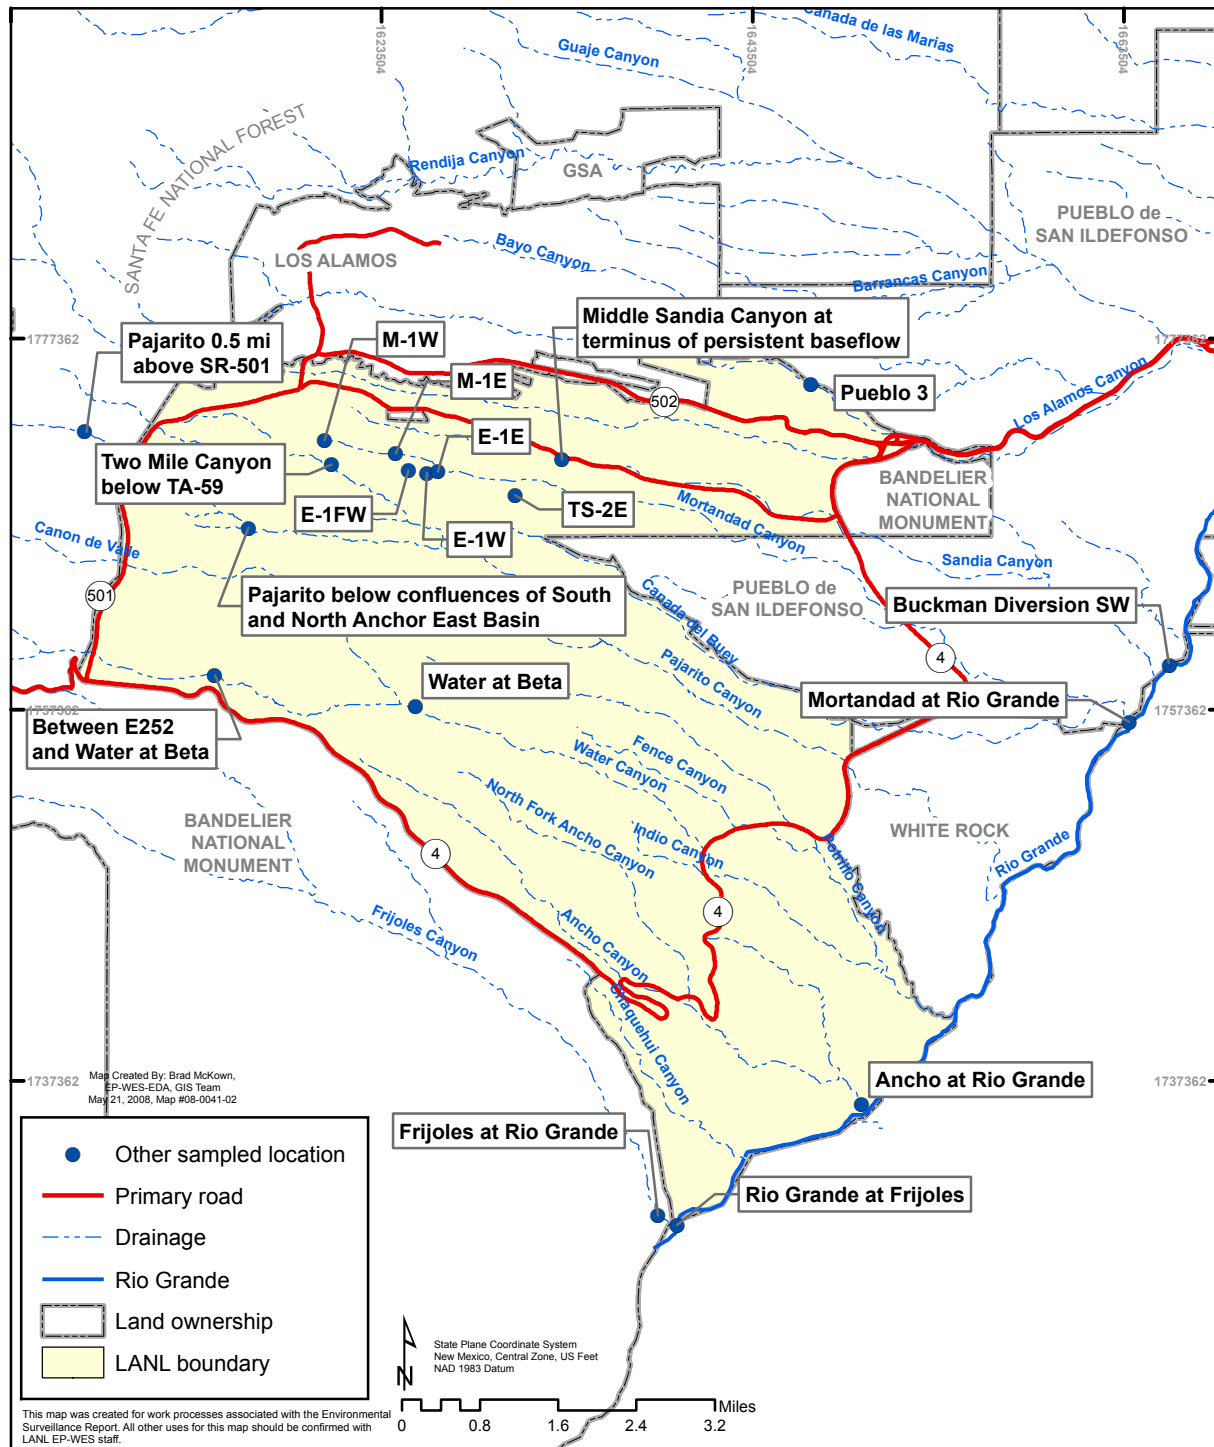 Canada de las Marias
1623504
1643504
1663504
Guaje Canyon
SANTA FE NATIONAL FOREST
Rendija Canyon
GSA
PUEBLO de
SAN ILDEFONSO
Bayo Canyon
LOS ALAMOS
Barrancas Canyon
Middle Sandia Canyon at
terminus of persistent baseflow
Pajarito 0.5 mi
above SR-501
M-1W
1777362
1777362
M-1E
Pueblo 3
502
Los Alamos Canyon
E-1E
Two Mile Canyon
below TA-59
BANDELIER
NATIONAL
MONUMENT
E-1FW
TS-2E
Mortandad Canyon
Canon de Valle
E-1W
Sandia Canyon
501
Pajarito below confluences of South
and North Anchor East Basin
Canada del Buey
PUEBLO de
SAN ILDEFONSO
Buckman Diversion SW
4
Pajarito Canyon
Water at Beta
Mortandad at Rio Grande
1757362
1757362
Between E252
and Water at Beta
Fence Canyon
Water Canyon
North Fork Ancho Canyon
Indio Canyon
Potrillo Canyon
BANDELIER
NATIONAL
MONUMENT
WHITE ROCK
Rio Grande
4
4
Frijoles Canyon
Ancho Canyon
Chaquehui Canyon
Map Created By: Brad McKown,
EP-WES-EDA, GIS Team
May 21, 2008, Map #08-0041-02
1737362
1737362
Ancho at Rio Grande
Frijoles at Rio Grande
Rio Grande at Frijoles
Other sampled location
Primary road
Drainage
Rio Grande
Land ownership
LANL boundary
N
State Plane Coordinate System
New Mexico, Central Zone, US Feet
NAD 1983 Datum
Miles
0 0.8 1.6 2.4 3.2
This map was created for work processes associated with the Environmental
Surveillance Report. All other uses for this map should be confirmed with
LANL EP-WES staff.